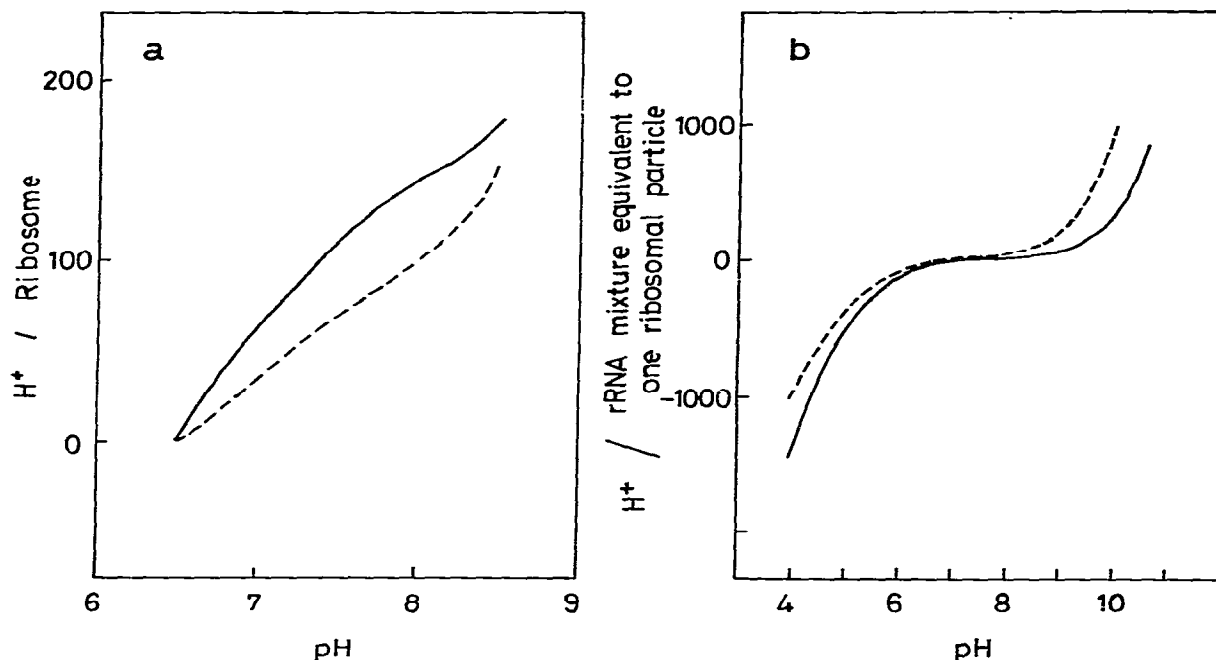 a
200
100
0
H⁺ / Ribosome
6
7
8
9
pH
b
1000
0
-1000
H⁺ / rRNA mixture equivalent to
one ribosomal particle
4
6
8
10
pH